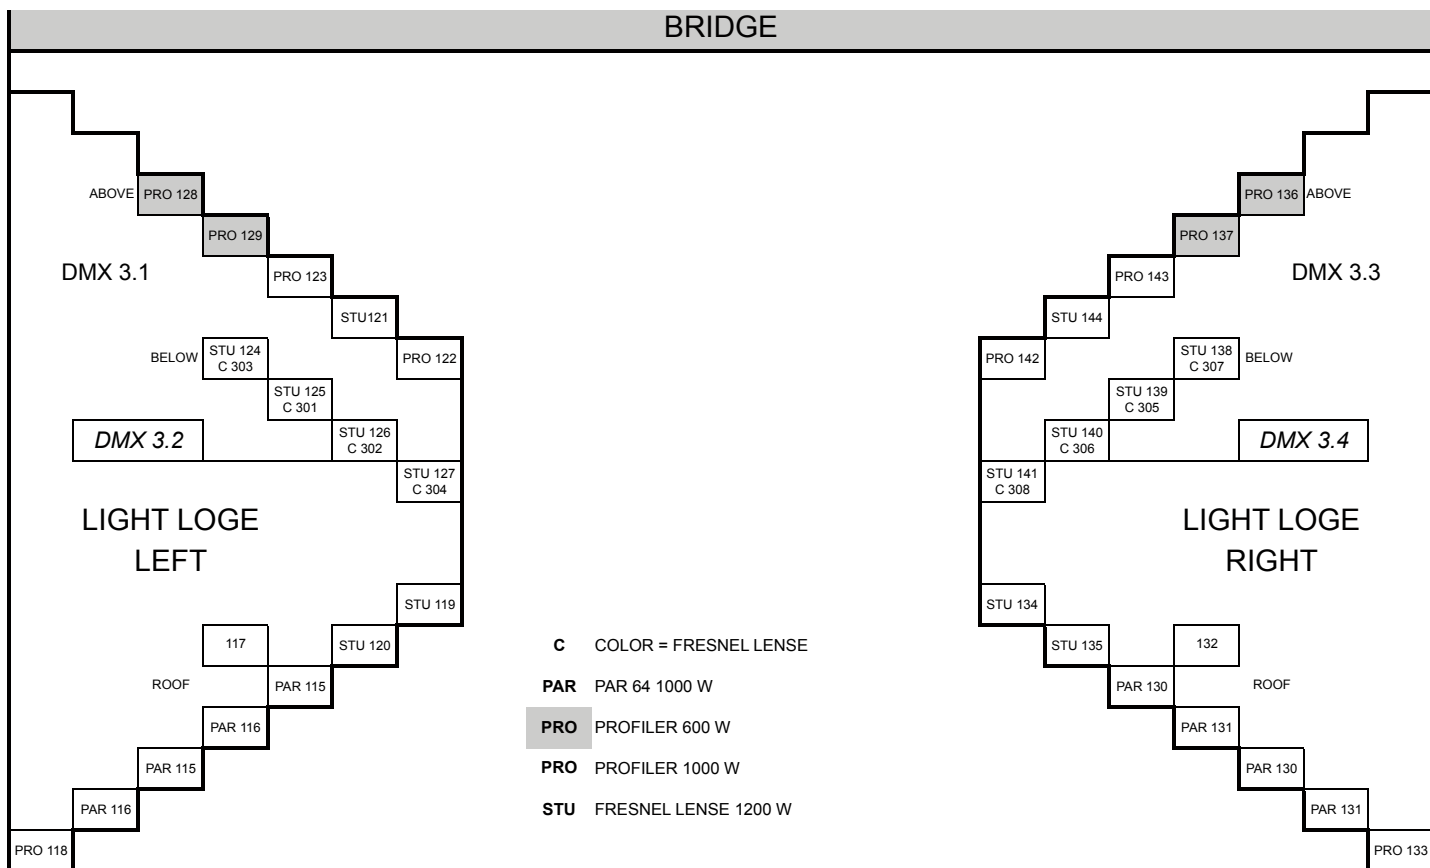 BRIDGE
ABOVE
PRO 128
PRO 136
ABOVE
PRO 129
PRO 137
DMX 3.1
PRO 123
PRO 143
DMX 3.3
STU121
STU 144
BELOW
STU 124
C 303
PRO 122
PRO 142
STU 138
C 307
BELOW
STU 125
C 301
STU 139
C 305
DMX 3.2
STU 126
C 302
STU 140
C 306
DMX 3.4
STU 127
C 304
STU 141
C 308
LIGHT LOGE
LEFT
LIGHT LOGE
RIGHT
STU 119
STU 134
117
STU 120
C COLOR = FRESNEL LENSE
STU 135
132
ROOF
PAR 115
PAR PAR 64 1000 W
PAR 130
ROOF
PAR 116
PRO PROFILER 600 W
PAR 131
PAR 115
PRO PROFILER 1000 W
PAR 130
PAR 116
STU FRESNEL LENSE 1200 W
PAR 131
PRO 118
PRO 133